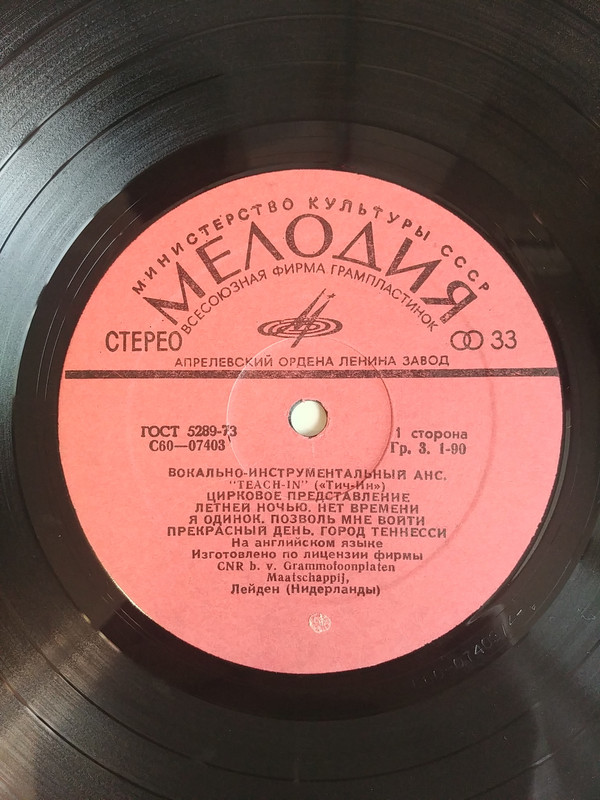 МИНИСТЕРСТВО КУЛЬТУРЫ СССР
МЕЛОДИЯ
ВСЕСОЮЗНАЯ ФИРМА ГРАМПЛАСТИНОК
СТЕРЕО
33
АПРЕЛЕВСКИЙ ОРДЕНА ЛЕНИНА ЗАВОД
ГОСТ 5289-73
С60—07403
1 сторона
Гр. 3. 1-90
ВОКАЛЬНО-ИНСТРУМЕНТАЛЬНЫЙ АНС.
"TEACH-IN" («Тич-Ин»)
ЦИРКОВОЕ ПРЕДСТАВЛЕНИЕ
ЛЕТНЕЙ НОЧЬЮ. НЕТ ВРЕМЕНИ
Я ОДИНОК. ПОЗВОЛЬ МНЕ ВОЙТИ
ПРЕКРАСНЫЙ ДЕНЬ. ГОРОД ТЕННЕССИ
На английском языке
Изготовлено по лицензии фирмы
CNR b. v. Grammofoonplaten
Maatschappij,
Лейден (Нидерланды)